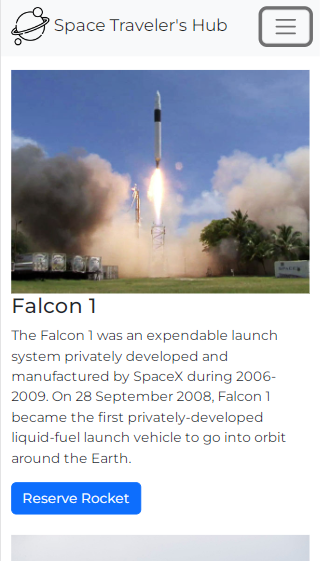 Space Traveler's Hub
Falcon 1
The Falcon 1 was an expendable launch
system privately developed and
manufactured by SpaceX during 2006-
2009. On 28 September 2008, Falcon 1
became the first privately-developed
liquid-fuel launch vehicle to go into orbit
around the Earth.
Reserve Rocket